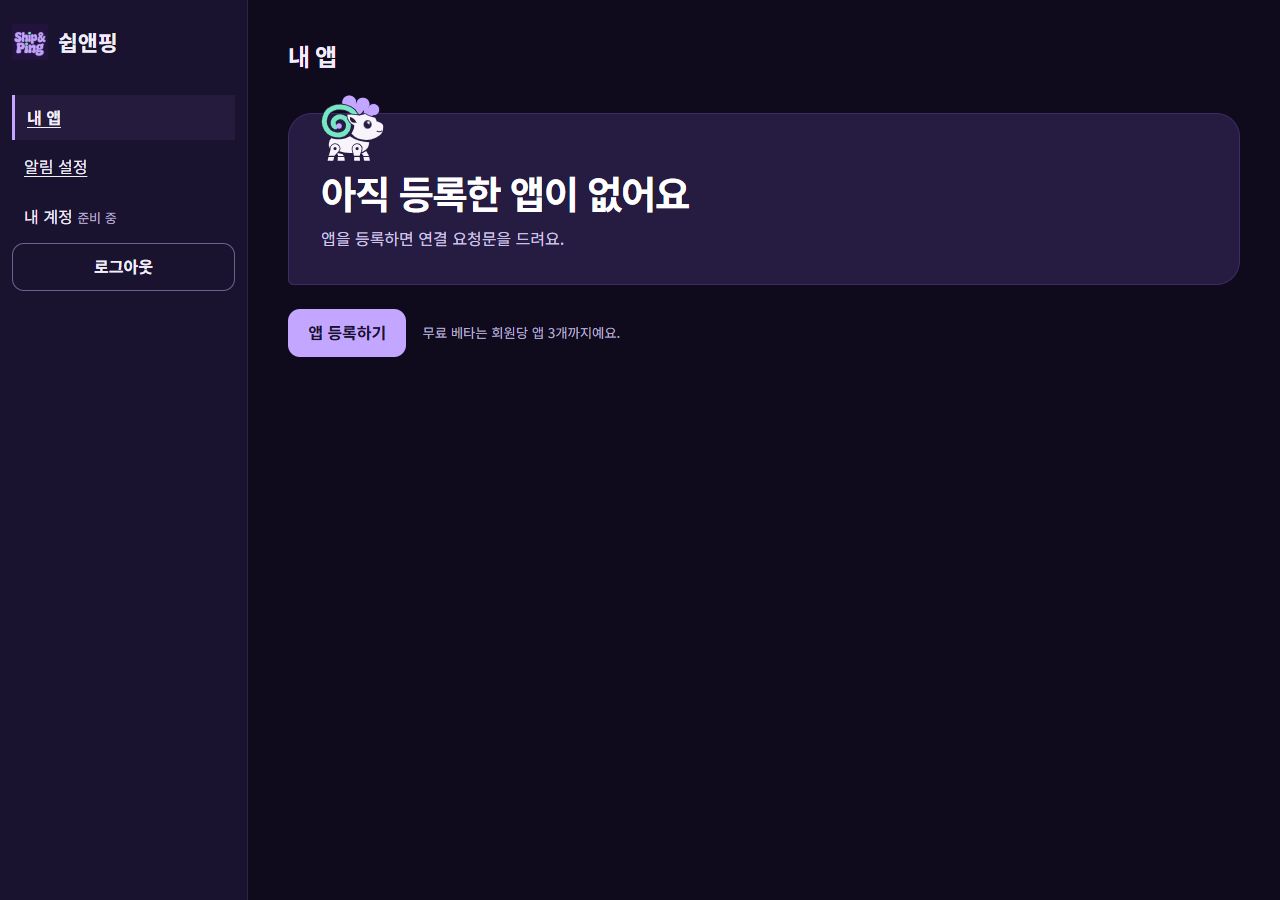 Ship&
Ping
쉽앤핑
내 앱
알림 설정
내 계정 준비 중
로그아웃
내 앱
아직 등록한 앱이 없어요
앱을 등록하면 연결 요청문을 드려요.
앱 등록하기
무료 베타는 회원당 앱 3개까지예요.